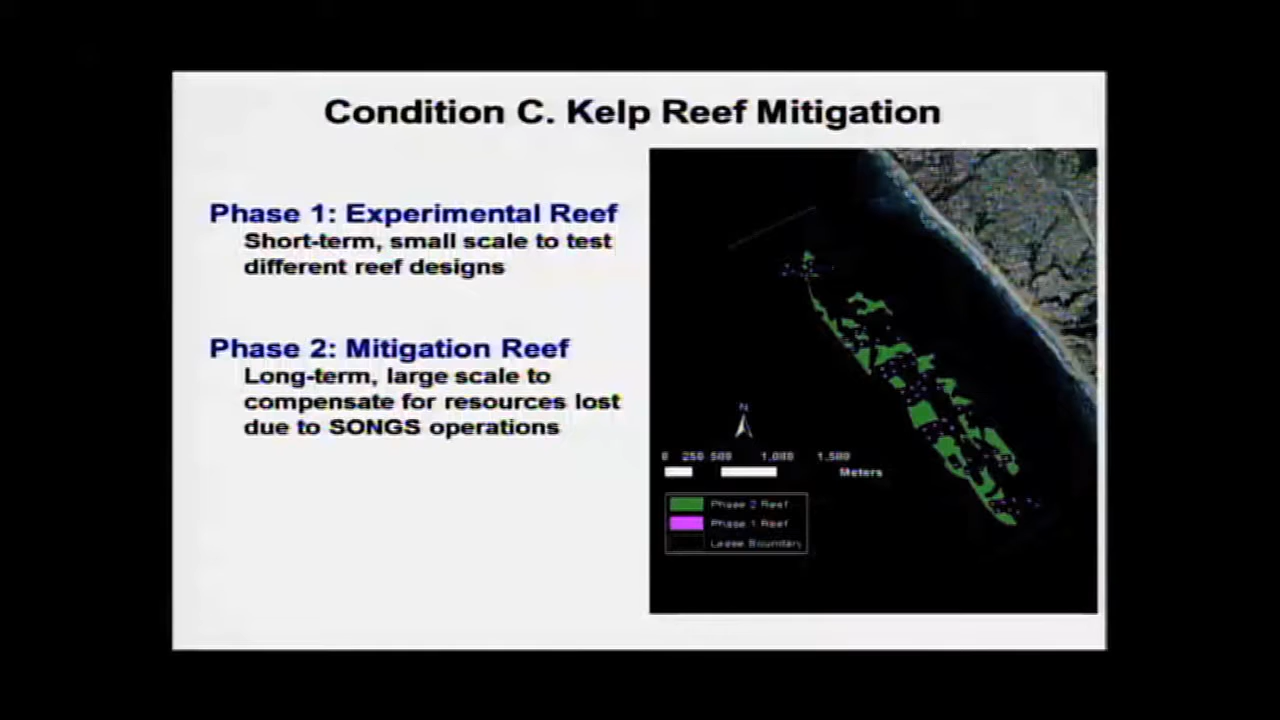 Condition C. Kelp Reef Mitigation
Phase 1: Experimental Reef
Short-term, small scale to test
different reef designs
Phase 2: Mitigation Reef
Long-term, large scale to
compensate for resources lost
due to SONGS operations
N
0 250 500 1,000 1,500
Meters
Phase 2 Reef
Phase 1 Reef
Lease Boundary